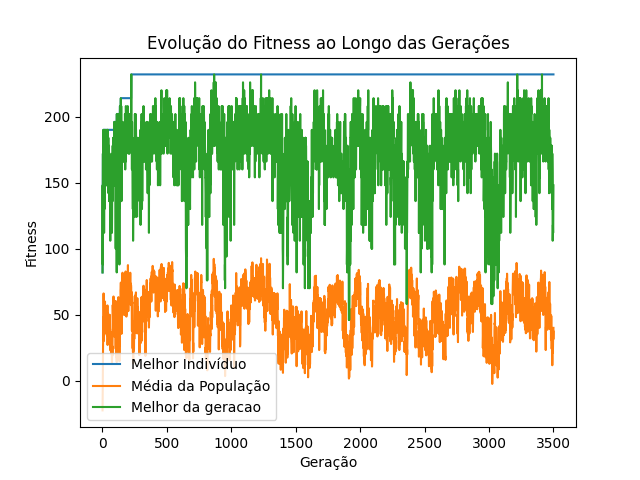 Evolução do Fitness ao Longo das Gerações
Fitness
200
150
100
50
0
Melhor Indivíduo
Média da População
Melhor da geracao
0 500 1000 1500 2000 2500 3000 3500
Geração